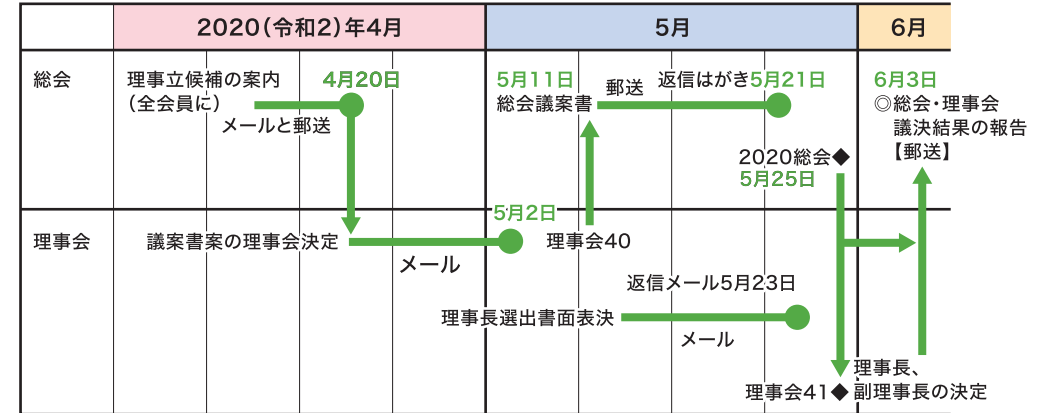 2020（令和2）年4月
5月
6月
総会
理事立候補の案内
（全会員に）
4月20日
メールと郵送
5月11日
総会議案書
郵送
返信はがき5月21日
6月3日
◎総会・理事会
議決結果の報告
【郵送】
2020総会◆
5月25日
理事会
議案書案の理事会決定
メール
5月2日
理事会40
返信メール5月23日
理事長選出書面表決
メール
理事会41◆
理事長、
副理事長の決定